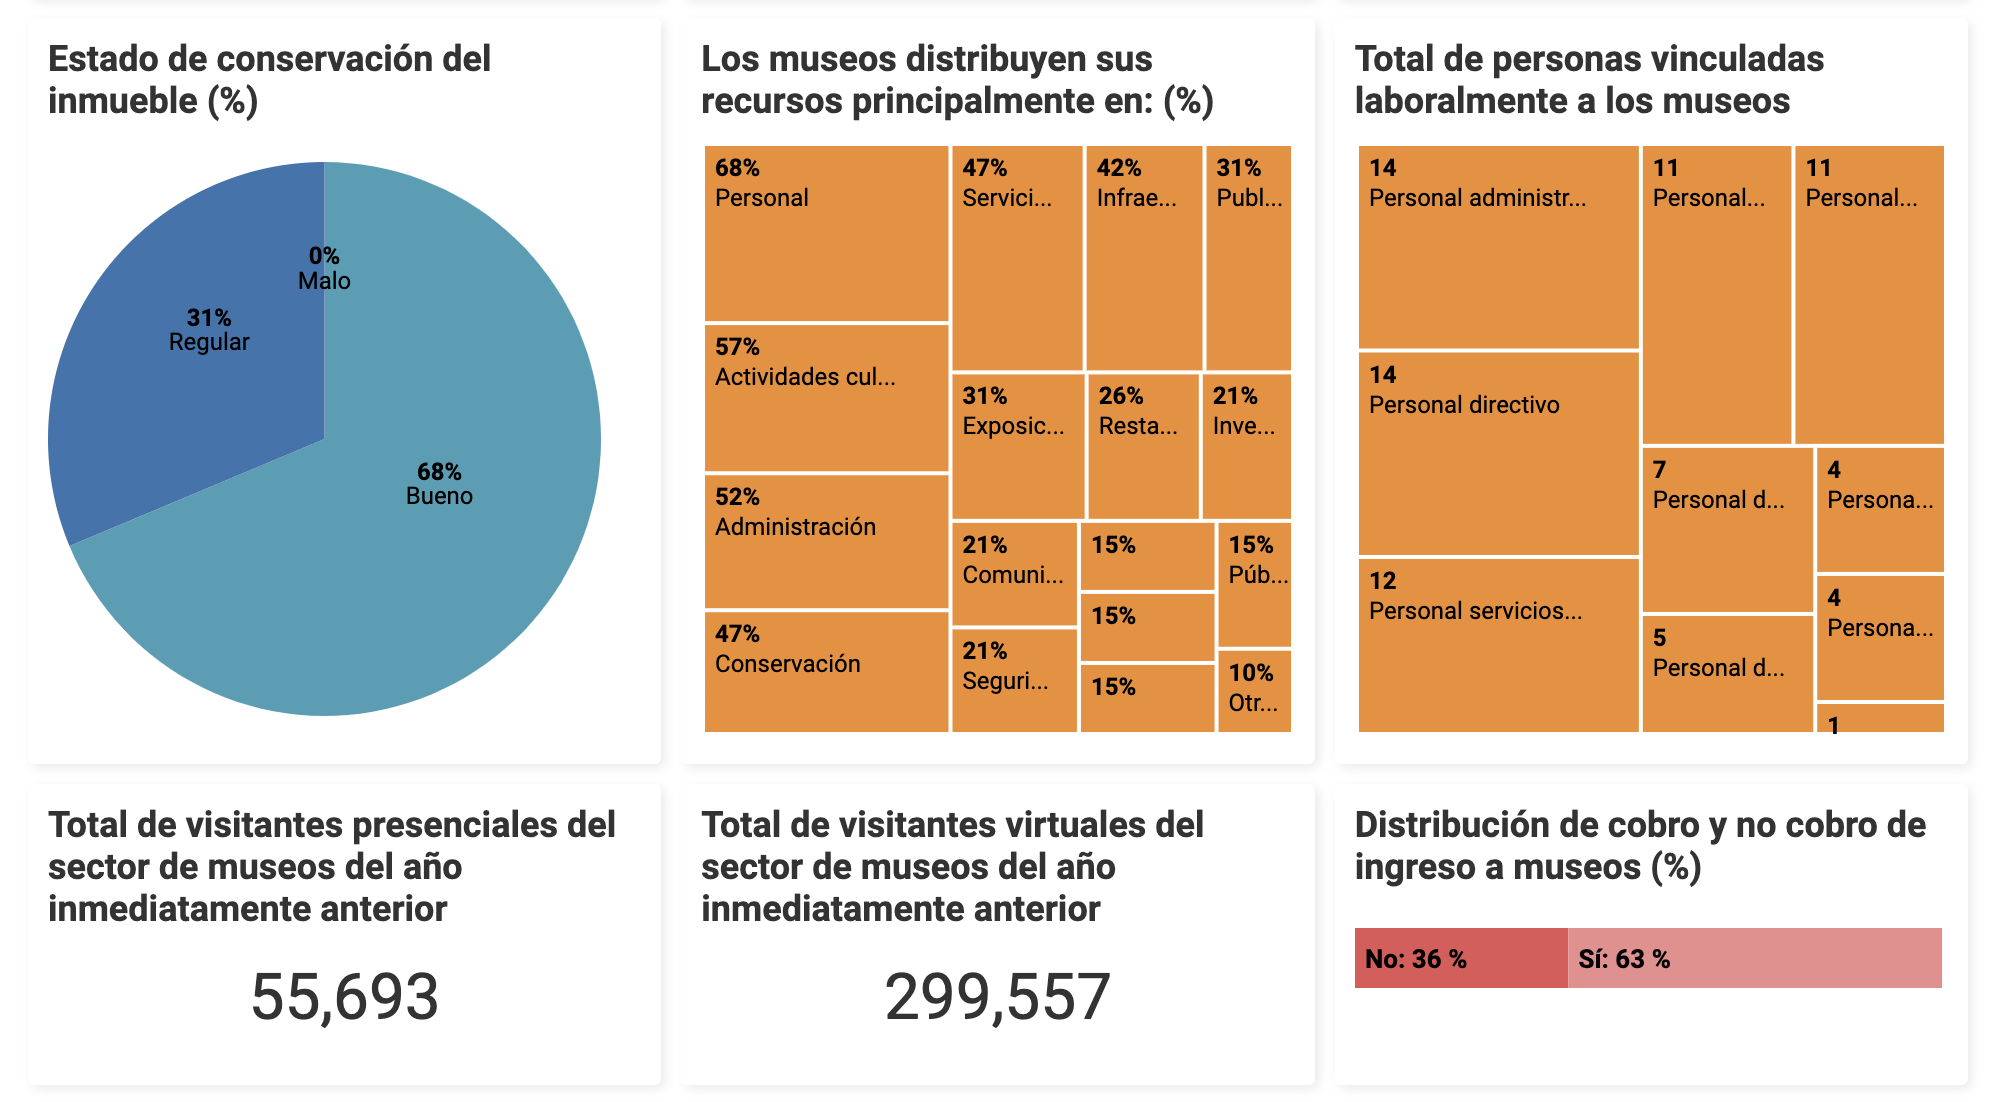 Estado de conservación del
inmueble (%)
0%
Malo
31%
Regular
68%
Bueno
Los museos distribuyen sus
recursos principalmente en: (%)
68%
Personal
57%
Actividades cul...
52%
Administración
47%
Conservación
47%
Servici...
42%
Infrae...
31%
Publ...
31%
Exposic...
26%
Resta...
21%
Inve...
21%
Comuni...
21%
Seguri...
15%
15%
15%
15%
Púb...
10%
Otr...
Total de personas vinculadas
laboralmente a los museos
14
Personal administr...
14
Personal directivo
12
Personal servicios...
11
Personal...
11
Personal...
7
Personal d...
5
Personal d...
4
Persona...
4
Persona...
1
Total de visitantes presenciales del
sector de museos del año
inmediatamente anterior
55,693
Total de visitantes virtuales del
sector de museos del año
inmediatamente anterior
299,557
Distribución de cobro y no cobro de
ingreso a museos (%)
No: 36 %
Sí: 63 %